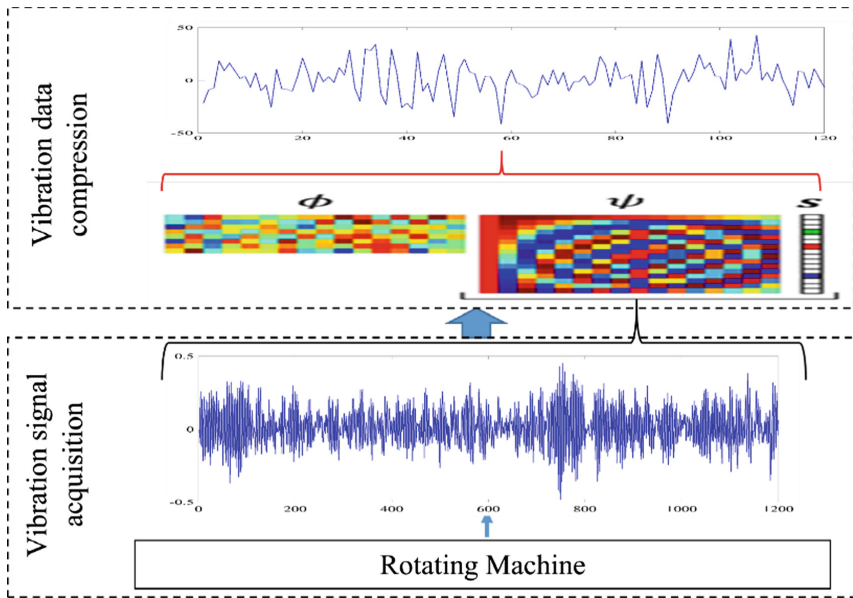 Vibration data
compression
50
0
-50
0 20 40 60 80 100 120
Φ ψ s
Vibration signal
acquisition
0.5
0
-0.5
0 200 400 600 800 1000 1200
Rotating Machine